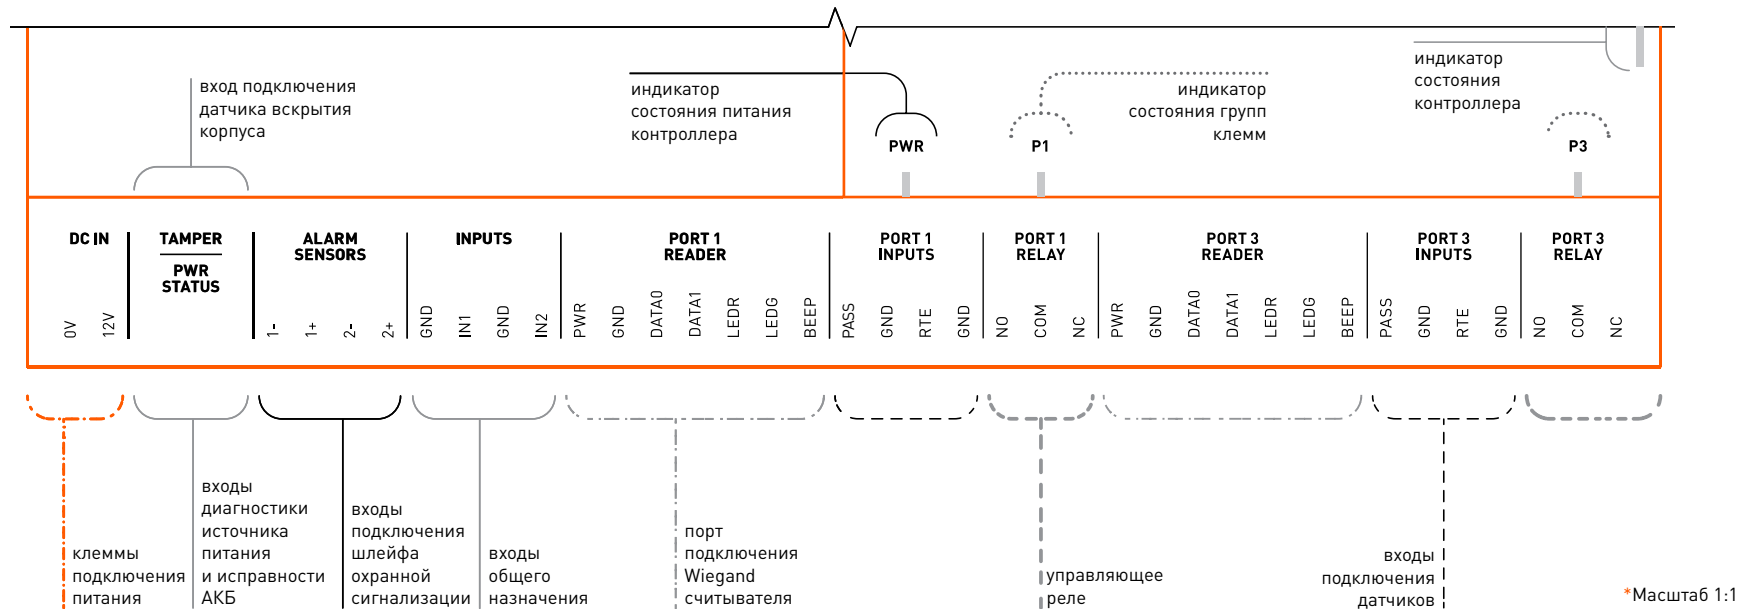 вход подключения
датчика вскрытия
корпуса
индикатор
состояния питания
контроллера
индикатор
состояния групп
клемм
индикатор
состояния
контроллера
PWR
P1
P3
DC IN
TAMPER
PWR
STATUS
ALARM
SENSORS
INPUTS
PORT 1
READER
PORT 1
INPUTS
PORT 1
RELAY
PORT 3
READER
PORT 3
INPUTS
PORT 3
RELAY
0V
12V
1-
1+
2-
2+
GND
IN1
GND
IN2
PWR
GND
DATA0
DATA1
LEDR
LEDG
BEEP
PASS
GND
RTE
GND
NO
COM
NC
PWR
GND
DATA0
DATA1
LEDR
LEDG
BEEP
PASS
GND
RTE
GND
NO
COM
NC
клеммы
подключения
питания
входы
диагностики
источника
питания
и исправности
АКБ
входы
подключения
шлейфа
охранной
сигнализации
входы
общего
назначения
порт
подключения
Wiegand
считывателя
управляющее
реле
входы
подключения
датчиков
*Масштаб 1:1